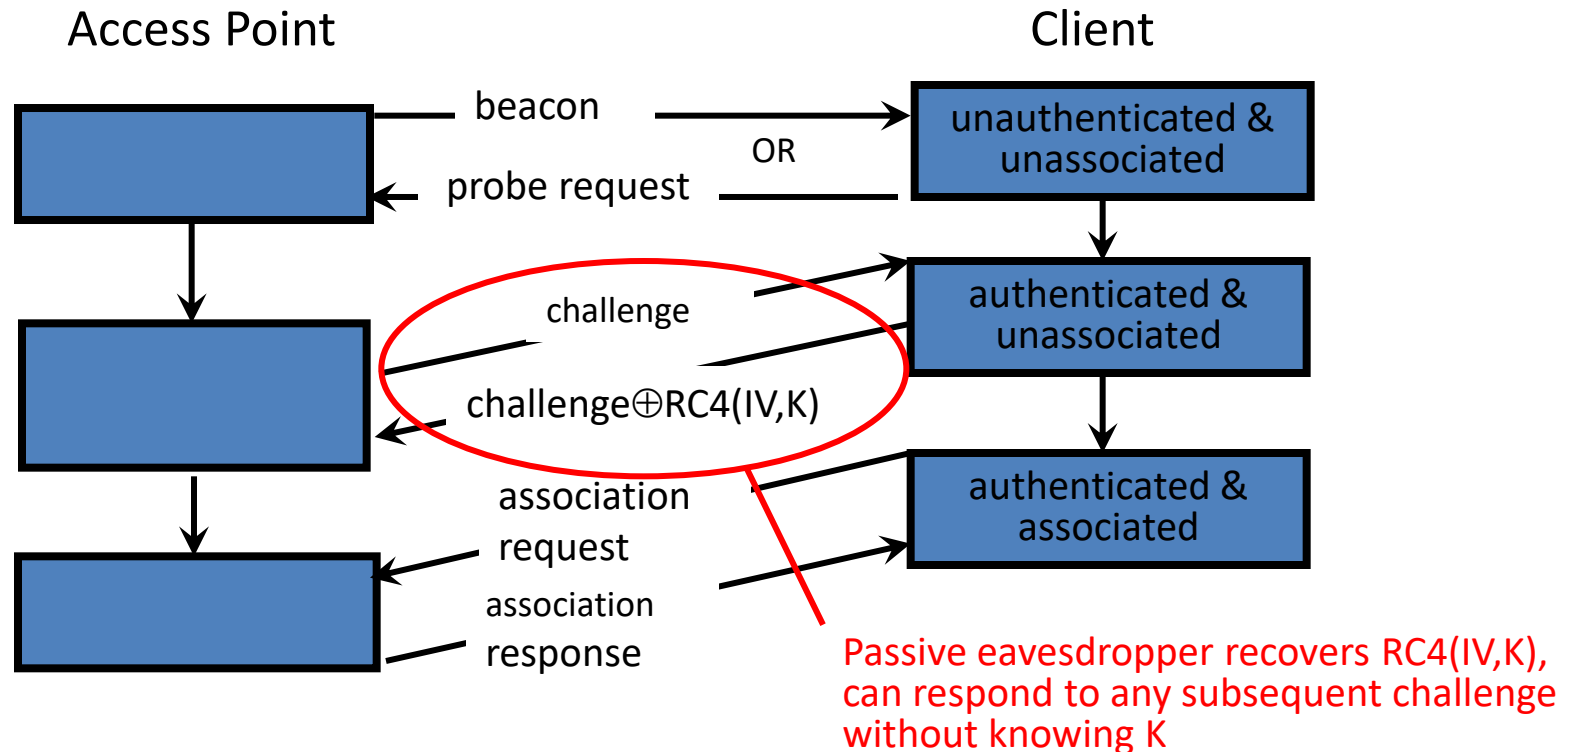 Access Point
Client
beacon
OR
probe request
unauthenticated &
unassociated
challenge
challenge⊕RC4(IV,K)
authenticated &
unassociated
association
request
association
response
authenticated &
associated
Passive eavesdropper recovers RC4(IV,K),
can respond to any subsequent challenge
without knowing K